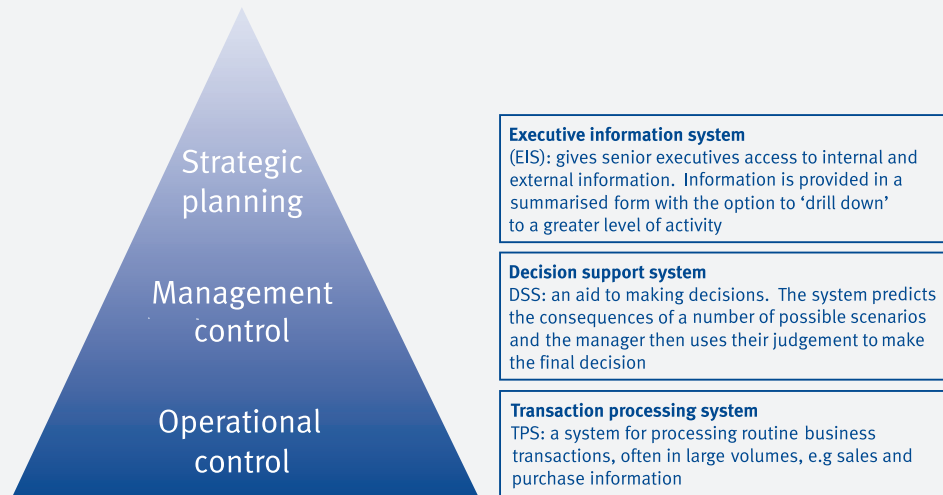 Strategic
planning
Management
control
Operational
control
Executive information system
(EIS): gives senior executives access to internal and
external information. Information is provided in a
summarised form with the option to ‘drill down’
to a greater level of activity
Decision support system
DSS: an aid to making decisions. The system predicts
the consequences of a number of possible scenarios
and the manager then uses their judgement to make
the final decision
Transaction processing system
TPS: a system for processing routine business
transactions, often in large volumes, e.g sales and
purchase information